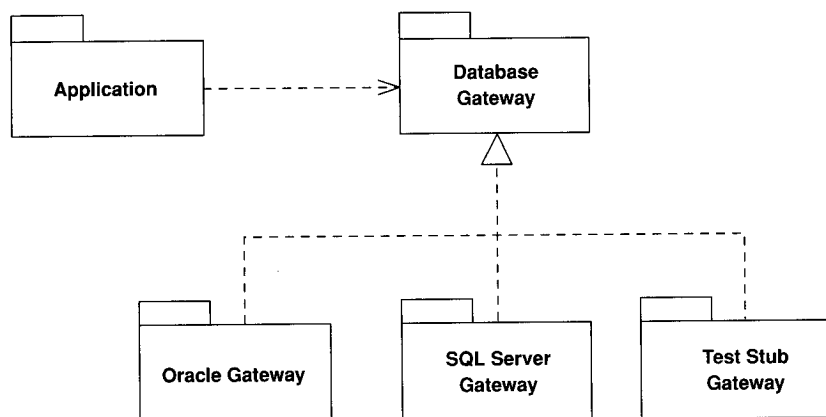 Application
Database
Gateway
Oracle Gateway
SQL Server
Gateway
Test Stub
Gateway